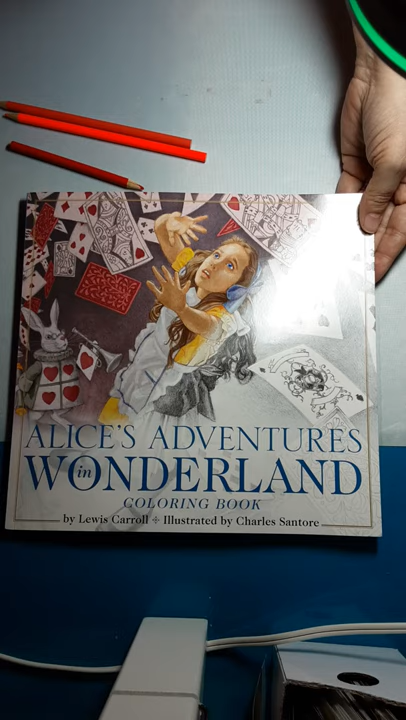 ALICE'S ADVENTURES
in WONDERLAND
COLORING BOOK
by Lewis Carroll ✣ Illustrated by Charles Santore